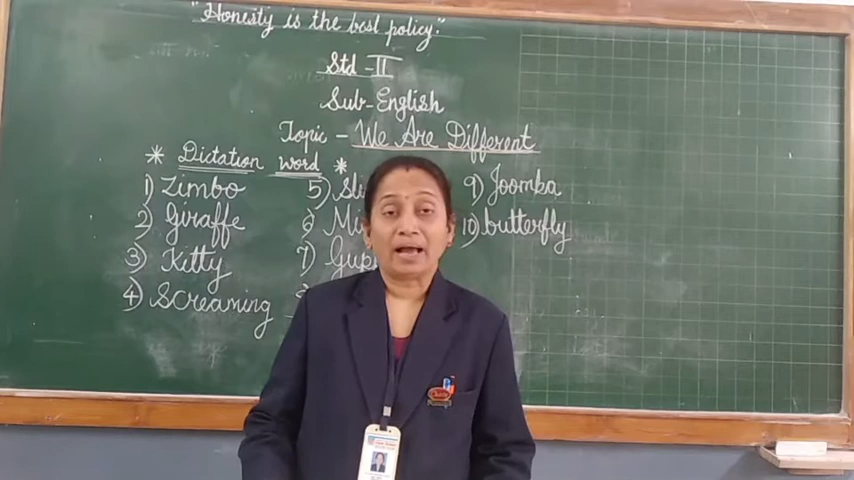 "Honesty is the best policy."
Std - II
Sub - English
Topic - We Are Different
* Dictation word *
1) Zimbo
2) Giraffe
3) Kitty
4) Screaming
5)
6)
7)
9) Joomba
10) butterfly